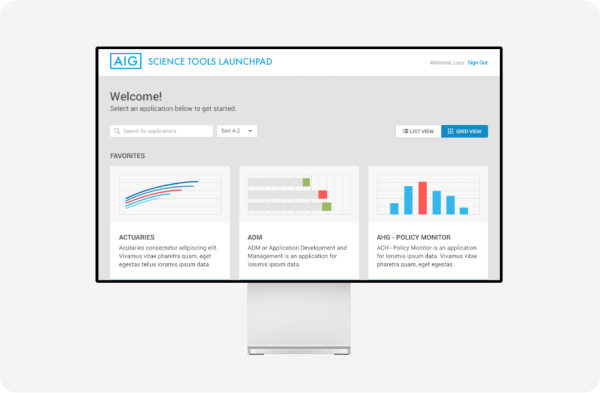 AIG SCIENCE TOOLS LAUNCHPAD
Welcome, Lucy Sign Out
Welcome!
Select an application below to get started.
Search for applications
Sort A-Z
LIST VIEW
GRID VIEW
FAVORITES
ACTUARIES
Acutaries consectetur adipiscing elit.
Vivamus vitae pharetra quam, eget
egestas tellus lorumis ipsum data.
ADM
ADM or Application Development and
Management is an application for
lorumis ipsum data.
AHG - POLICY MONITOR
ACH - Policy Monitor is an application
for lorumis ipsum data. Vivamus vitae
pharetra quam, eget egestas.